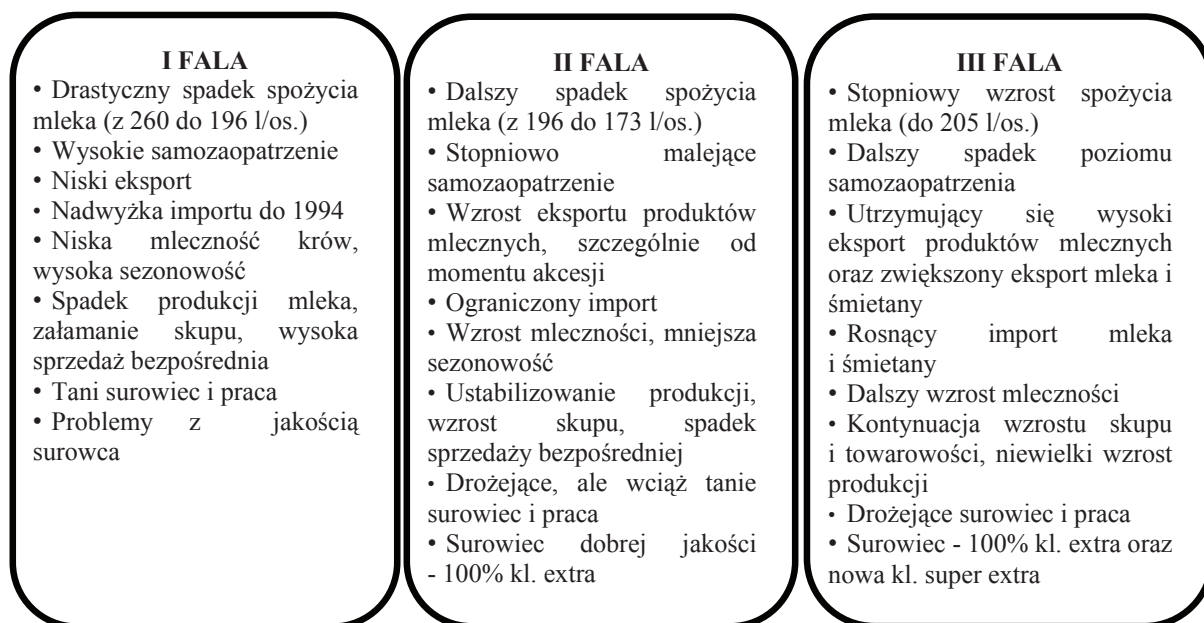 I FALA
• Drastyczny spadek spożycia
mleka (z 260 do 196 l/os.)
• Wysokie samozaopatrzenie
• Niski eksport
• Nadwyżka importu do 1994
• Niska mleczność krów,
wysoka sezonowość
• Spadek produkcji mleka,
załamanie skupu, wysoka
sprzedaż bezpośrednia
• Tani surowiec i praca
• Problemy z jakością
surowca
II FALA
• Dalszy spadek spożycia
mleka (z 196 do 173 l/os.)
• Stopniowo malejące
samozaopatrzenie
• Wzrost eksportu produktów
mlecznych, szczególnie od
momentu akcesji
• Ograniczony import
• Wzrost mleczności, mniejsza
sezonowość
• Ustabilizowanie produkcji,
wzrost skupu, spadek
sprzedaży bezpośredniej
• Drożejące, ale wciąż tanie
surowiec i praca
• Surowiec dobrej jakości
- 100% kl. extra
III FALA
• Stopniowy wzrost spożycia
mleka (do 205 l/os.)
• Dalszy spadek poziomu
samozaopatrzenia
• Utrzymujący się wysoki
eksport produktów mlecznych
oraz zwiększony eksport mleka i
śmietany
• Rosnący import mleka
i śmietany
• Dalszy wzrost mleczności
• Kontynuacja wzrostu skupu
i towarowości, niewielki wzrost
produkcji
• Drożejące surowiec i praca
• Surowiec - 100% kl. extra oraz
nowa kl. super extra